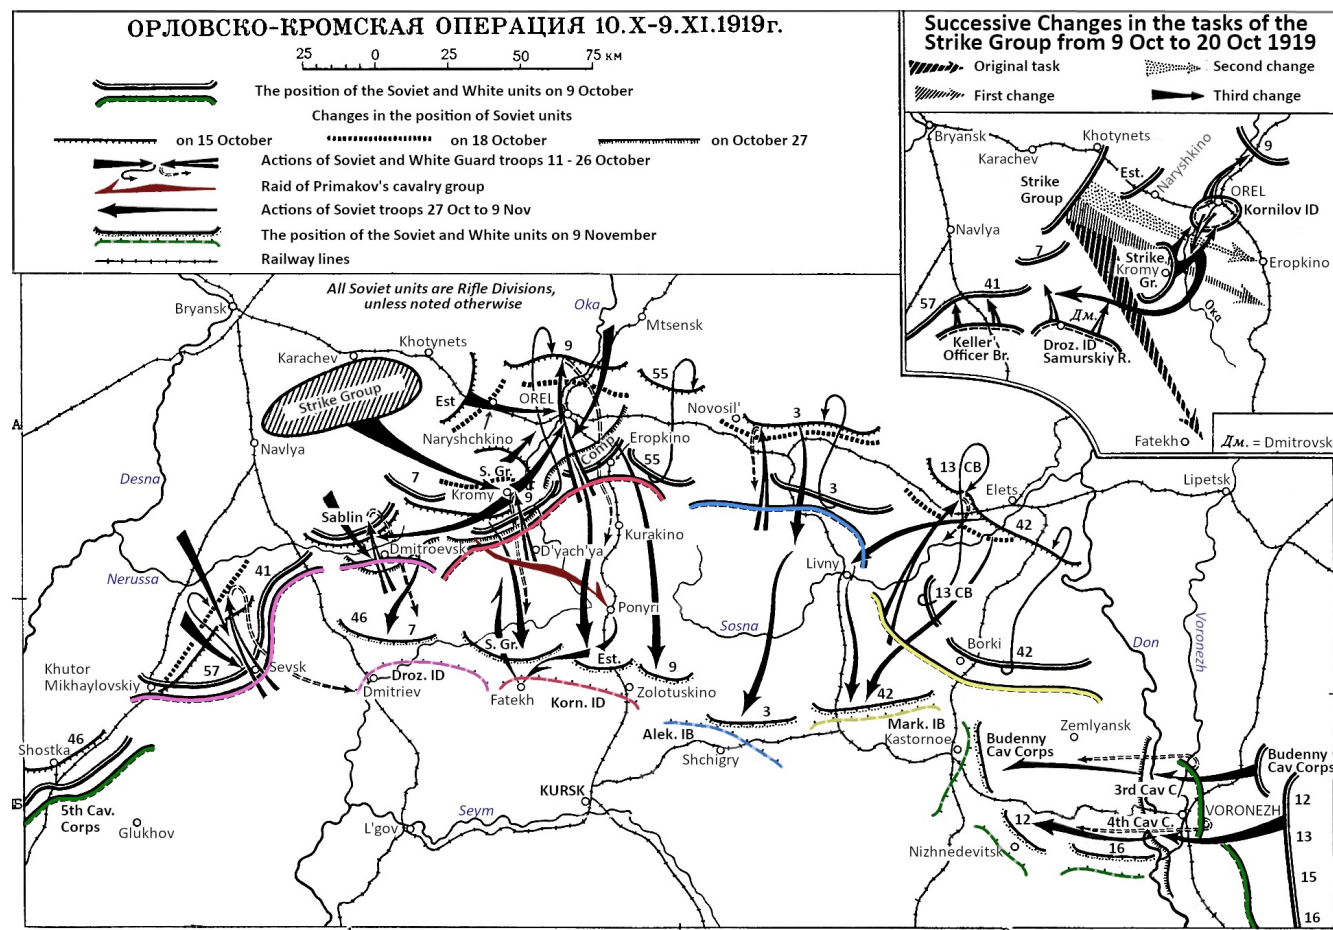 ОРЛОВСКО-КРОМСКАЯ ОПЕРАЦИЯ 10.X-9.XI.1919г.
25 0 25 50 75 км
The position of the Soviet and White units on 9 October
Changes in the position of Soviet units
on 15 October
on 18 October
on October 27
Actions of Soviet and White Guard troops 11 - 26 October
Raid of Primakov's cavalry group
Actions of Soviet troops 27 Oct to 9 Nov
The position of the Soviet and White units on 9 November
Railway lines
Successive Changes in the tasks of the
Strike Group from 9 Oct to 20 Oct 1919
Original task
Second change
First change
Third change
Bryansk
Khotynets
Karachev
Naryshkino
9
Est.
Strike
Group
OREL
Kornilov ID
Navlya
7
Strike
Kromy
Gr.
Eropkino
41
57
Дм.
Ока
Keller
Officer Br.
Droz. ID
Samurskiy R.
Fatekh
Дм. = Dmitrovsk
All Soviet units are Rifle Divisions,
unless noted otherwise
Oka
Bryansk
Mtsensk
Khotynets
Karachev
9
55
Strike Group
Est
OREL
Novosil'
3
Naryshchkino
Comp
Eropkino
А
Navlya
S. Gr.
55
13 CB
Desna
7
Kromy
9
3
Elets
Lipetsk
Sablin
42
Kurakino
Dmitroevsk
D'yach'ya
Livny
Nerussa
41
13 CB
Ponyri
46
7
Sosna
Voronezh
Don
Borki
S. Gr.
Est.
42
Khutor
Mikhaylovskiy
57
Sevsk
Droz. ID
9
Dmitriev
Fatekh
Korn. ID
Zolotuskino
42
3
Mark. IB
Alek. IB
Kastornoe
Zemlyansk
46
Shostka
Shchigry
Budenny
Cav Corps
Budenny
Cav Corps
3rd Cav C.
KURSK
12
Б
5th Cav.
Corps
Seym
VORONEZH
Glukhov
L'gov
12
4th Cav C.
13
Nizhnedevitsk
16
15
16